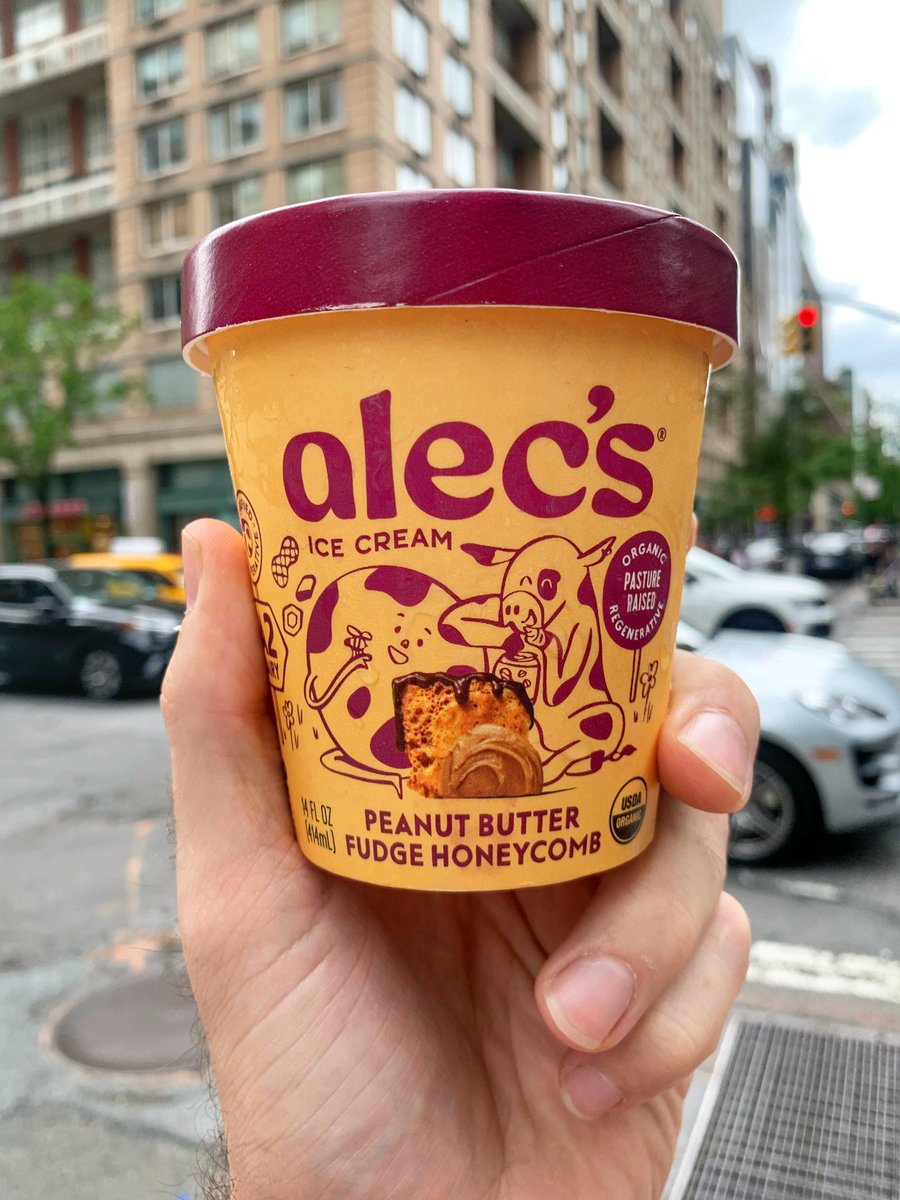 alec's®
ICE CREAM
ORGANIC
PASTURE
RAISED
REGENERATIVE
14 FL OZ
(414mL)
PEANUT BUTTER
FUDGE HONEYCOMB
USDA
ORGANIC